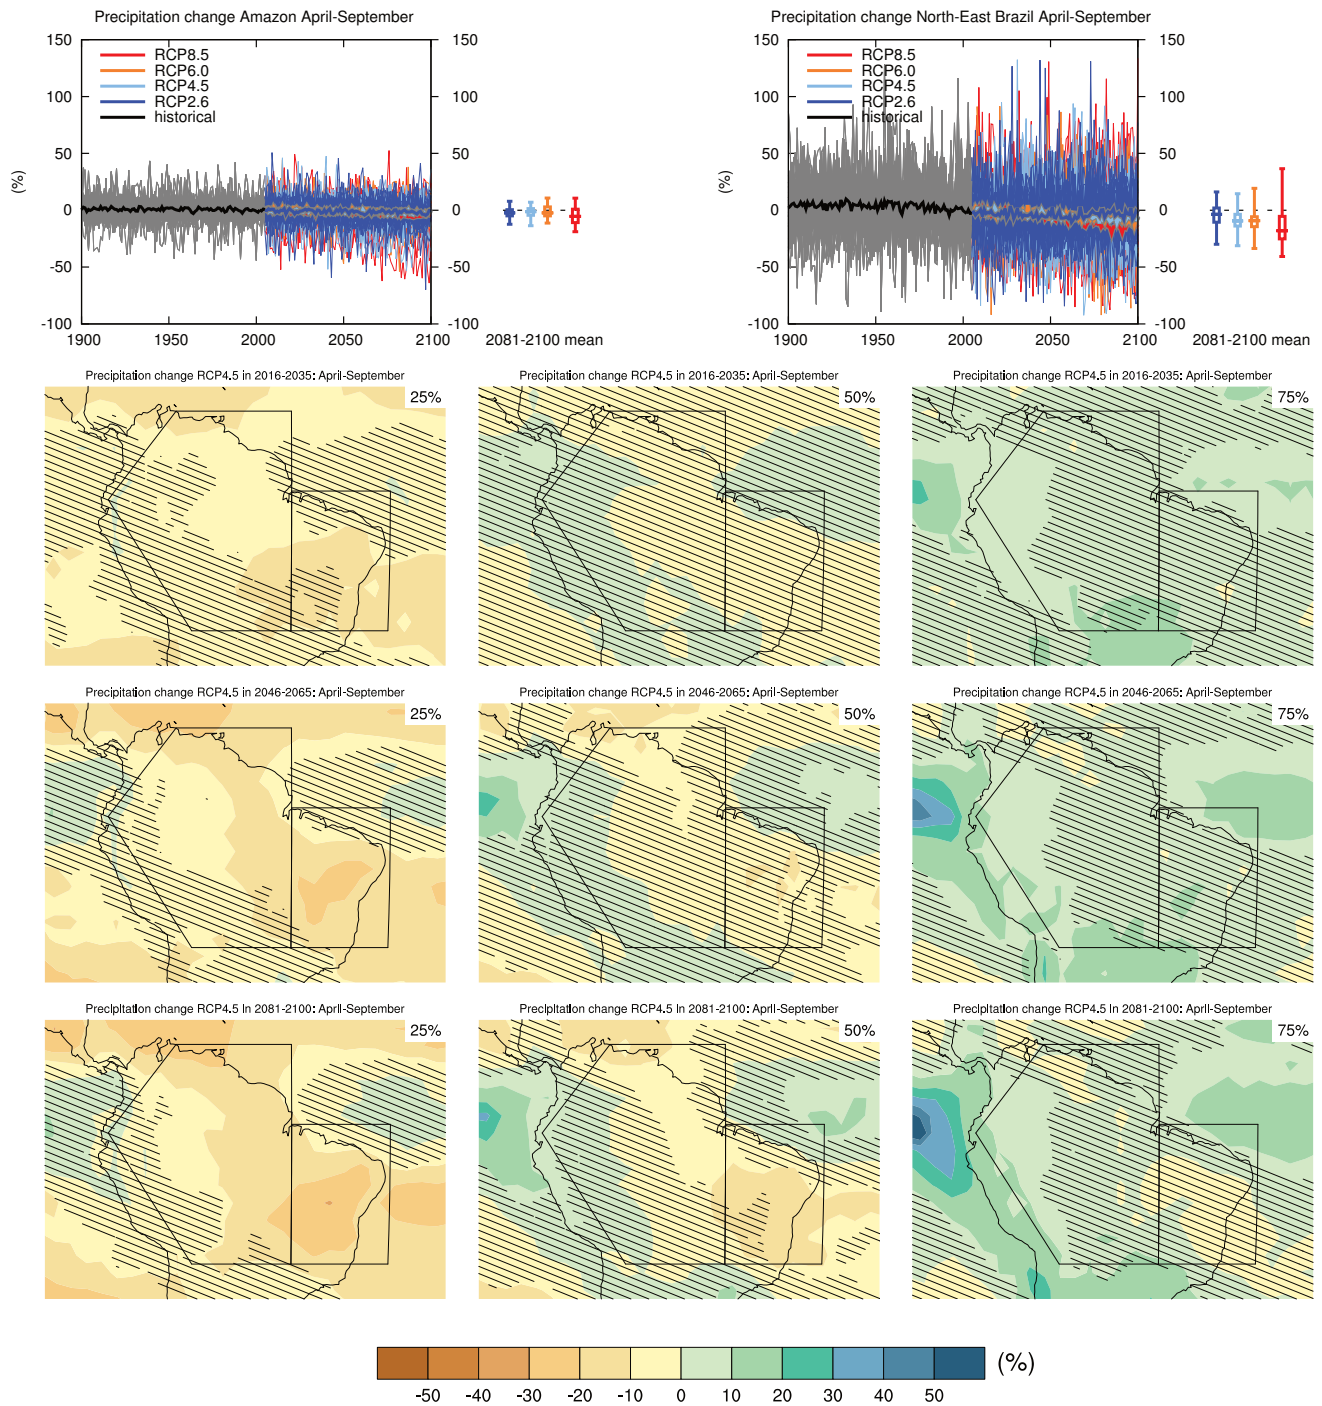 Precipitation change Amazon April-September
150
100
50
0
-50
-100
(%)
RCP8.5
RCP6.0
RCP4.5
RCP2.6
historical
150
100
50
0
-50
-100
1900 1950 2000 2050 2100
2081-2100 mean
Precipitation change North-East Brazil April-September
150
100
50
0
-50
-100
(%)
RCP8.5
RCP6.0
RCP4.5
RCP2.6
historical
150
100
50
0
-50
-100
1900 1950 2000 2050 2100
2081-2100 mean
Precipitation change RCP4.5 in 2016-2035: April-September
25%
Precipitation change RCP4.5 in 2016-2035: April-September
50%
Precipitation change RCP4.5 in 2016-2035: April-September
75%
Precipitation change RCP4.5 in 2046-2065: April-September
25%
Precipitation change RCP4.5 in 2046-2065: April-September
50%
Precipitation change RCP4.5 in 2046-2065: April-September
75%
Precipitation change RCP4.5 in 2081-2100: April-September
25%
Precipitation change RCP4.5 in 2081-2100: April-September
50%
Precipitation change RCP4.5 in 2081-2100: April-September
75%
(%)
-50 -40 -30 -20 -10 0 10 20 30 40 50